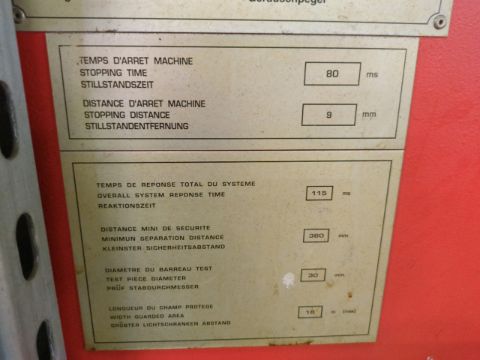 Geräuschpegel
TEMPS D'ARRET MACHINE
STOPPING TIME 80 ms
STILLSTANDSZEIT
DISTANCE D'ARRET MACHINE
STOPPING DISTANCE 9 mm
STILLSTANDENTFERNUNG
TEMPS DE REPONSE TOTAL DU SYSTEME
OVERALL SYSTEM REPONSE TIME 115 ms
REAKTIONSZEIT
DISTANCE MINI DE SECURITE
MINIMUN SEPARATION DISTANCE 380 mm
KLEINSTER SICHERHEITSABSTAND
DIAMETRE DU BARREAU TEST
TEST PIECE DIAMETER 30 mm
PRÜF STABDURCHMESSER
LONGUEUR DU CHAMP PROTEGE
WIDTH GUARDED AREA m (max)
GRÖSTER LICHTSCHRANKEN ABSTAND